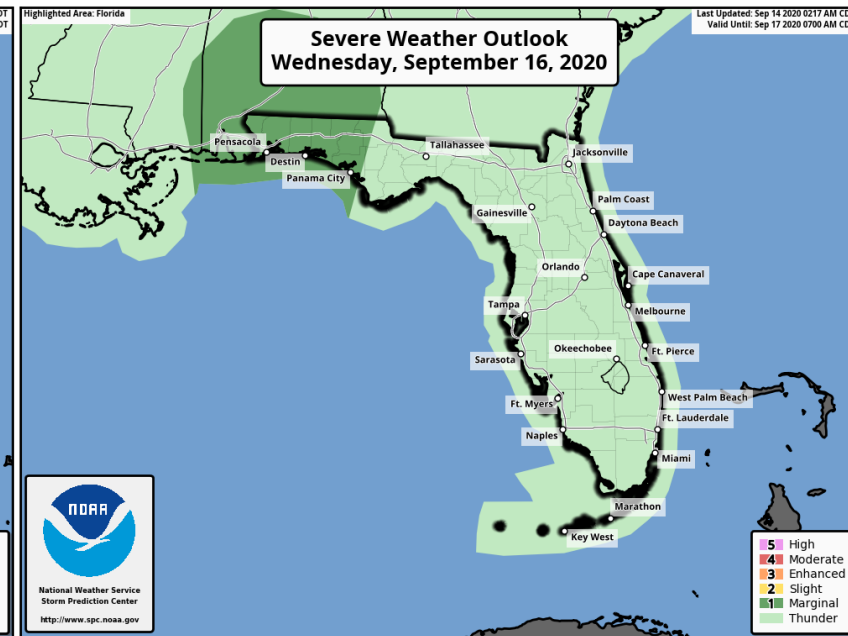 DT
DT
Highlighted Area: Florida
Last Updated: Sep 14 2020 0217 AM CD
Valid Until: Sep 17 2020 0700 AM CD
Severe Weather Outlook
Wednesday, September 16, 2020
Pensacola
Destin
Panama City
Tallahassee
Jacksonville
Palm Coast
Gainesville
Daytona Beach
Orlando
Cape Canaveral
Tampa
Melbourne
Okeechobee
Ft. Pierce
Sarasota
West Palm Beach
Ft. Myers
Ft. Lauderdale
Naples
Miami
Marathon
Key West
NOAA
National Weather Service
Storm Prediction Center
http://www.spc.noaa.gov
5 High
4 Moderate
3 Enhanced
2 Slight
1 Marginal
Thunder